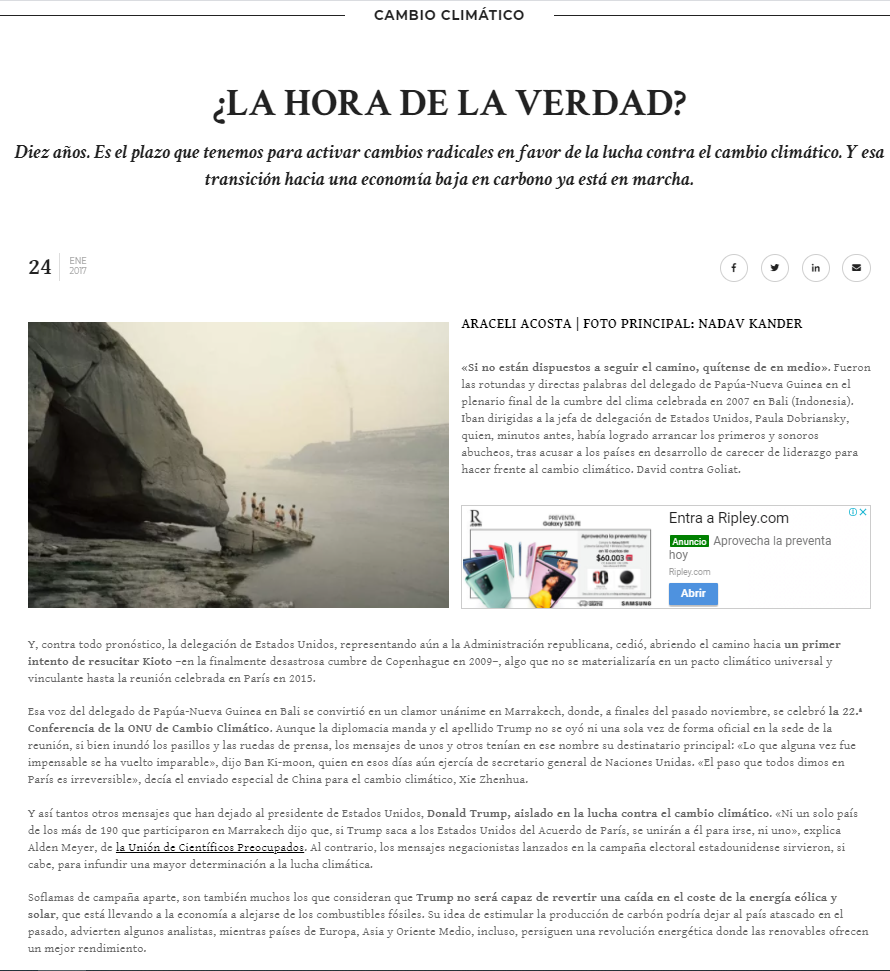 CAMBIO CLIMÁTICO
¿LA HORA DE LA VERDAD?
Diez años. Es el plazo que tenemos para activar cambios radicales en favor de la lucha contra el cambio climático. Y esa
transición hacia una economía baja en carbono ya está en marcha.
24
ENE
2017
ARACELI ACOSTA | FOTO PRINCIPAL: NADAV KANDER
«Si no están dispuestos a seguir el camino, quítense de en medio». Fueron
las rotundas y directas palabras del delegado de Papúa-Nueva Guinea en el
plenario final de la cumbre del clima celebrada en 2007 en Bali (Indonesia).
Iban dirigidas a la jefa de delegación de Estados Unidos, Paula Dobriansky,
quien, minutos antes, había logrado arrancar los primeros y sonoros
abucheos, tras acusar a los países en desarrollo de carecer de liderazgo para
hacer frente al cambio climático. David contra Goliat.
R
.com
PREVENTA
Galaxy S20 FE
Aprovecha la preventa hoy
$60.003
SAMSUNG
Entra a Ripley.com
Anuncio Aprovecha la preventa
hoy
Ripley.com
Abrir
Y, contra todo pronóstico, la delegación de Estados Unidos, representando aún a la Administración republicana, cedió, abriendo el camino hacia un primer
intento de resucitar Kioto –en la finalmente desastrosa cumbre de Copenhague en 2009–, algo que no se materializaría en un pacto climático universal y
vinculante hasta la reunión celebrada en París en 2015.
Esa voz del delegado de Papúa-Nueva Guinea en Bali se convirtió en un clamor unánime en Marrakech, donde, a finales del pasado noviembre, se celebró la 22.ª
Conferencia de la ONU de Cambio Climático. Aunque la diplomacia manda y el apellido Trump no se oyó ni una sola vez de forma oficial en la sede de la
reunión, si bien inundó los pasillos y las ruedas de prensa, los mensajes de unos y otros tenían en ese nombre su destinatario principal: «Lo que alguna vez fue
impensable se ha vuelto imparable», dijo Ban Ki-moon, quien en esos días aún ejercía de secretario general de Naciones Unidas. «El paso que todos dimos en
París es irreversible», decía el enviado especial de China para el cambio climático, Xie Zhenhua.
Y así tantos otros mensajes que han dejado al presidente de Estados Unidos, Donald Trump, aislado en la lucha contra el cambio climático. «Ni un solo país
de los más de 190 que participaron en Marrakech dijo que, si Trump saca a los Estados Unidos del Acuerdo de París, se unirán a él para irse, ni uno», explica
Alden Meyer, de la Unión de Científicos Preocupados. Al contrario, los mensajes negacionistas lanzados en la campaña electoral estadounidense sirvieron, si
cabe, para infundir una mayor determinación a la lucha climática.
Soflamas de campaña aparte, son también muchos los que consideran que Trump no será capaz de revertir una caída en el coste de la energía eólica y
solar, que está llevando a la economía a alejarse de los combustibles fósiles. Su idea de estimular la producción de carbón podría dejar al país atascado en el
pasado, advierten algunos analistas, mientras países de Europa, Asia y Oriente Medio, incluso, persiguen una revolución energética donde las renovables ofrecen
un mejor rendimiento.